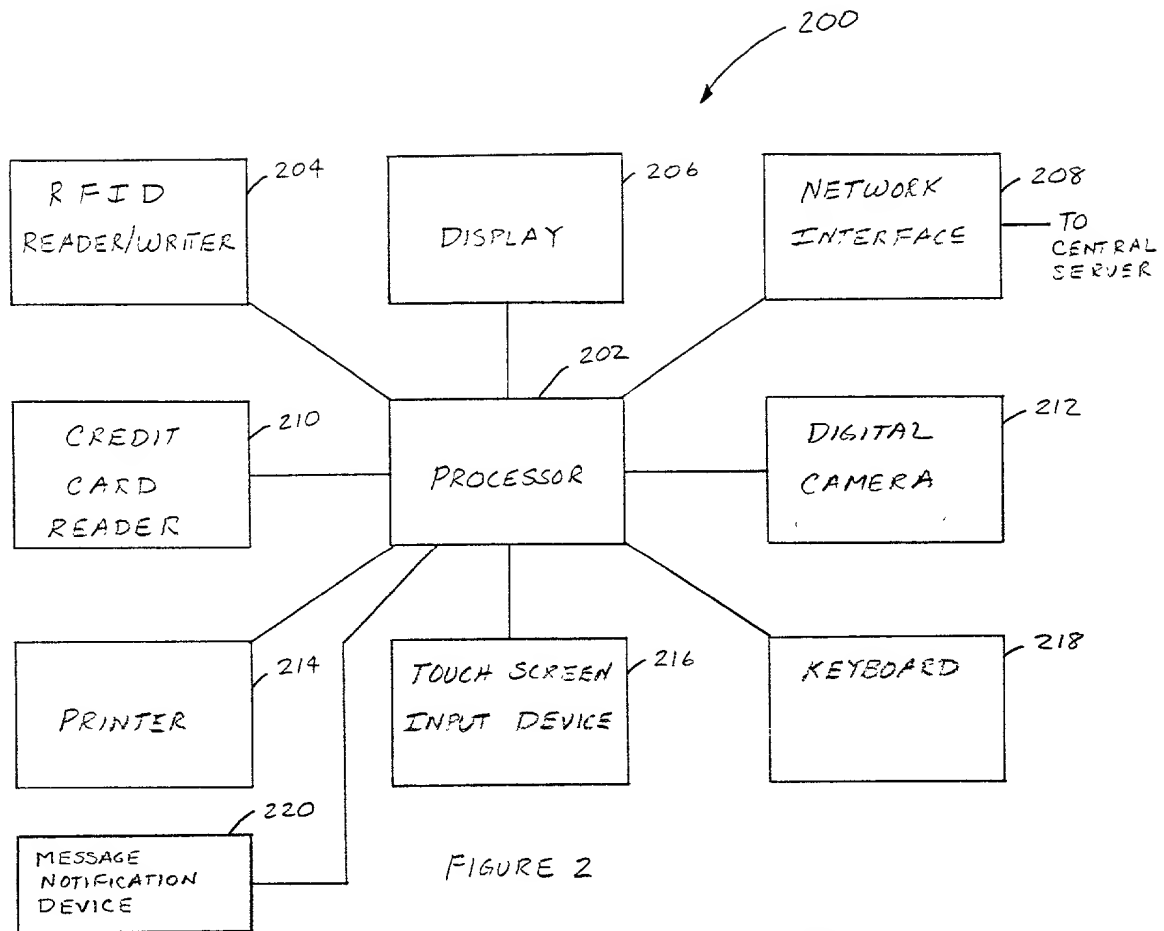 200
RFID
READER/WRITER
204
DISPLAY
206
NETWORK
INTERFACE
208
TO
CENTRAL
SERVER
202
CREDIT
CARD
READER
210
PROCESSOR
DIGITAL
CAMERA
212
PRINTER
214
TOUCH SCREEN
INPUT DEVICE
216
KEYBOARD
218
220
MESSAGE
NOTIFICATION
DEVICE
FIGURE 2